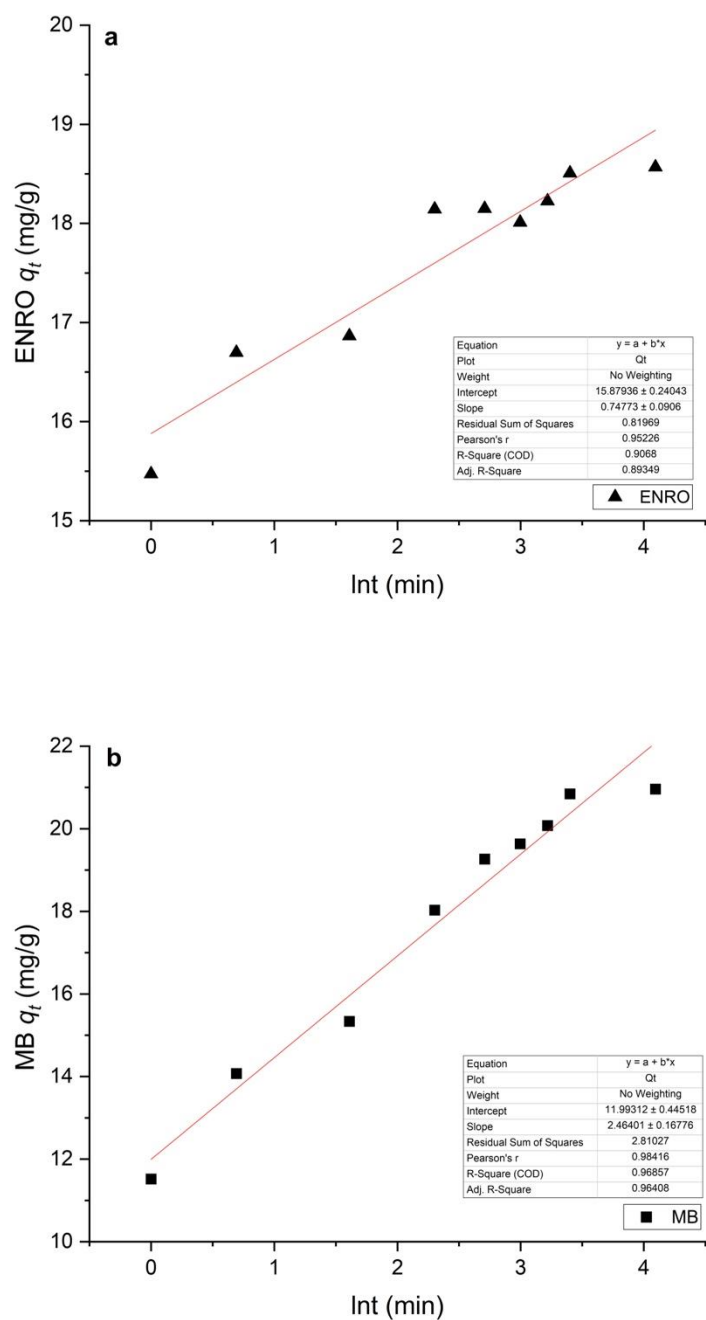 a
20
19
18
17
16
15
ENRO qt (mg/g)
Equation y = a + b*x
Plot Qt
Weight No Weighting
Intercept 15.87936 ± 0.24043
Slope 0.74773 ± 0.0906
Residual Sum of Squares 0.81969
Pearson's r 0.95226
R-Square (COD) 0.9068
Adj. R-Square 0.89349
ENRO
0 1 2 3 4
lnt (min)
b
22
20
18
16
14
12
10
MB qt (mg/g)
Equation y = a + b*x
Plot Qt
Weight No Weighting
Intercept 11.99312 ± 0.44518
Slope 2.46401 ± 0.16776
Residual Sum of Squares 2.81027
Pearson's r 0.98416
R-Square (COD) 0.96857
Adj. R-Square 0.96408
MB
0 1 2 3 4
lnt (min)